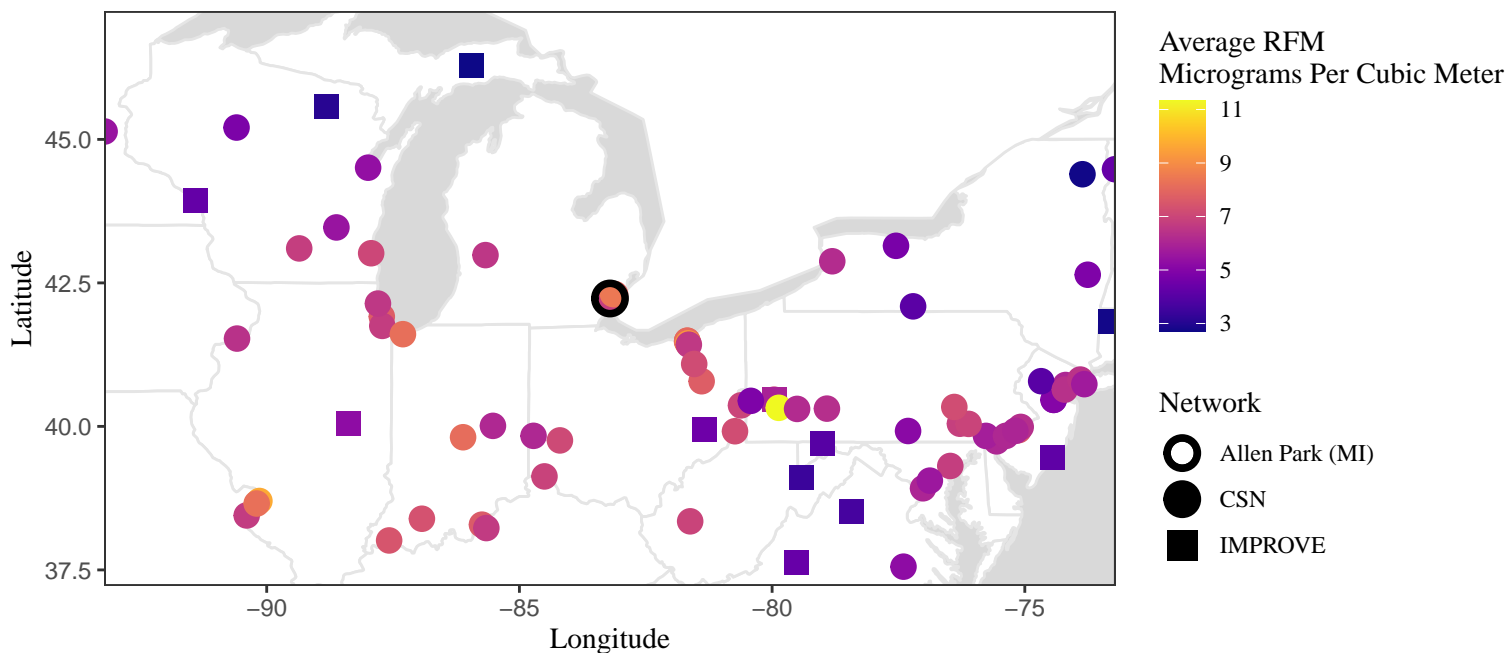 45.0
42.5
40.0
37.5
Latitude
−90
−85
−80
−75
Longitude
Average RFM
Micrograms Per Cubic Meter
11
9
7
5
3
Network
Allen Park (MI)
CSN
IMPROVE